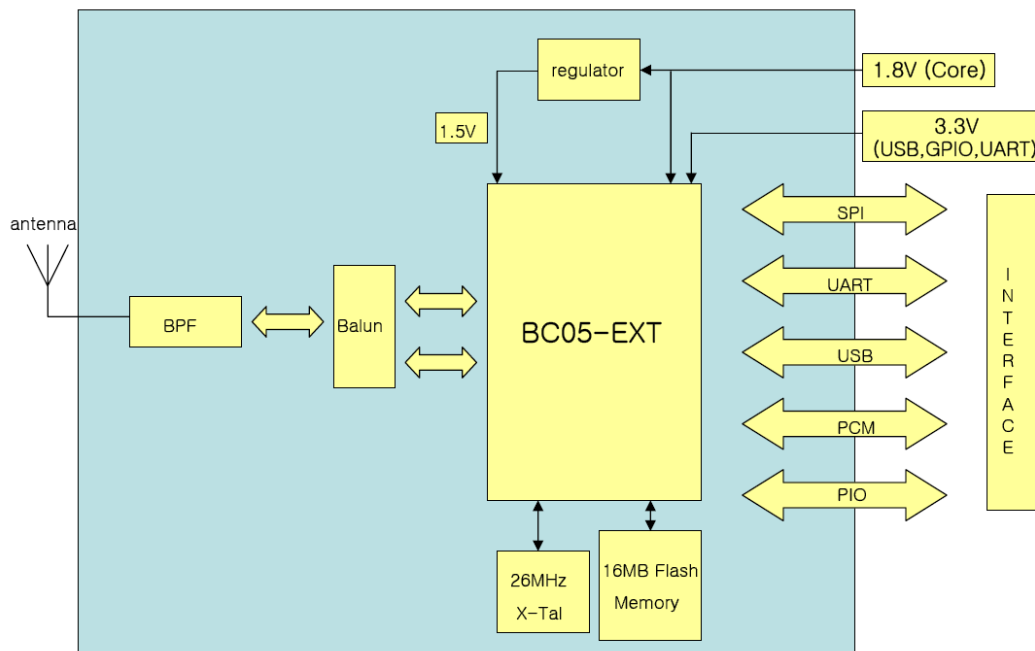 regulator
1.8V (Core)
1.5V
3.3V
(USB,GPIO,UART)
antenna
BPF
Balun
BC05-EXT
SPI
UART
USB
PCM
PIO
INTERFACE
26MHz
X-Tal
16MB Flash
Memory